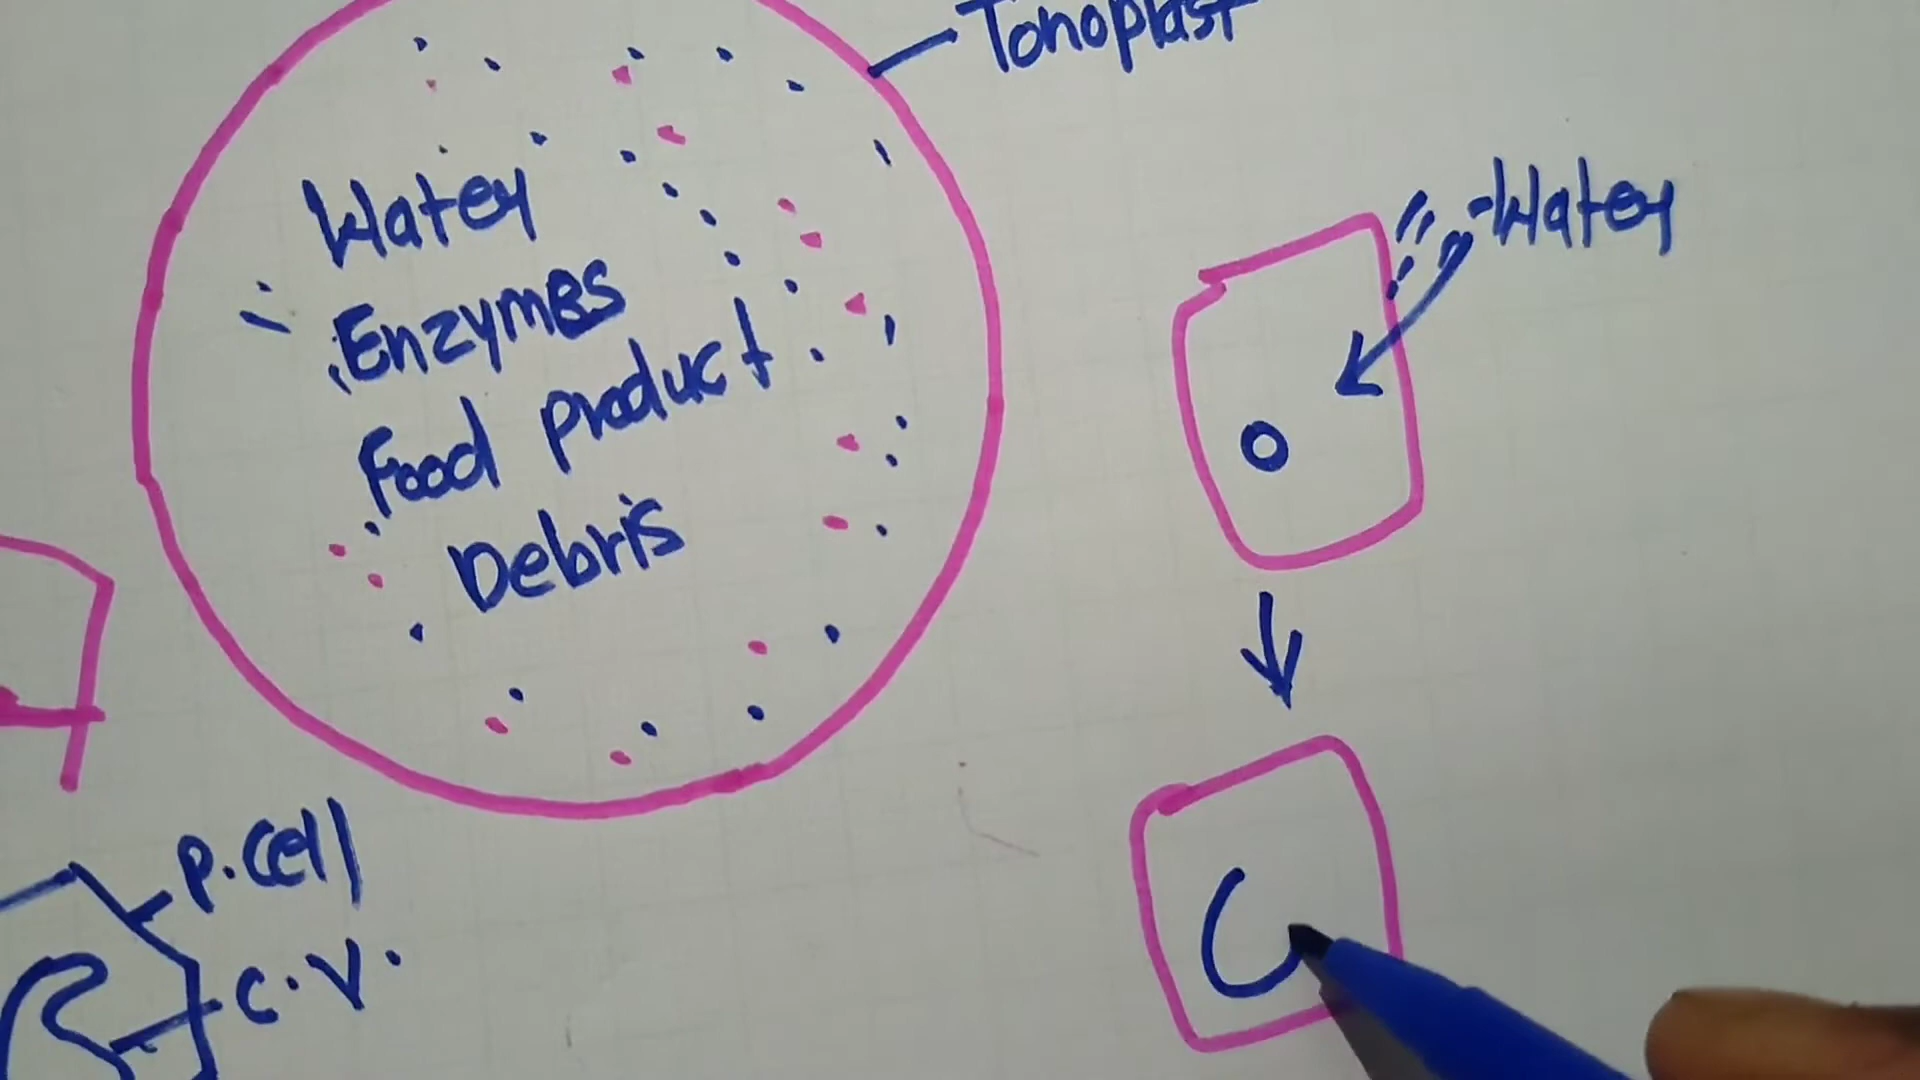 Tonoplast
Water
Enzymes
Food product
Debris
Water
P. Cell
C. V.